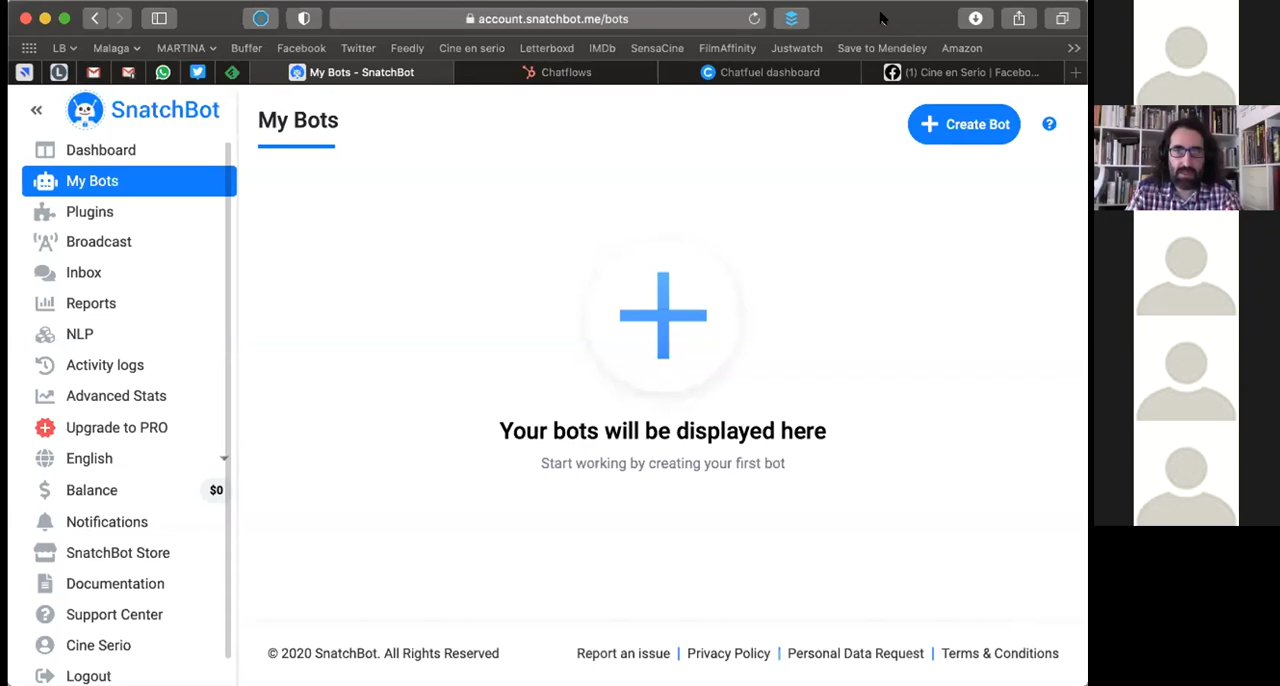 account.snatchbot.me/bots
LB Malaga MARTINA Buffer Facebook Twitter Feedly Cine en serio Letterboxd IMDb SensaCine FilmAffinity Justwatch Save to Mendeley Amazon
My Bots - SnatchBot Chatflows Chatfuel dashboard (1) Cine en Serio | Facebo...
SnatchBot
My Bots
Create Bot
Dashboard
My Bots
Plugins
Broadcast
Inbox
Reports
NLP
Activity logs
Advanced Stats
Upgrade to PRO
English
Balance $0
Notifications
SnatchBot Store
Documentation
Support Center
Cine Serio
Logout
Your bots will be displayed here
Start working by creating your first bot
© 2020 SnatchBot. All Rights Reserved
Report an issue | Privacy Policy | Personal Data Request | Terms & Conditions